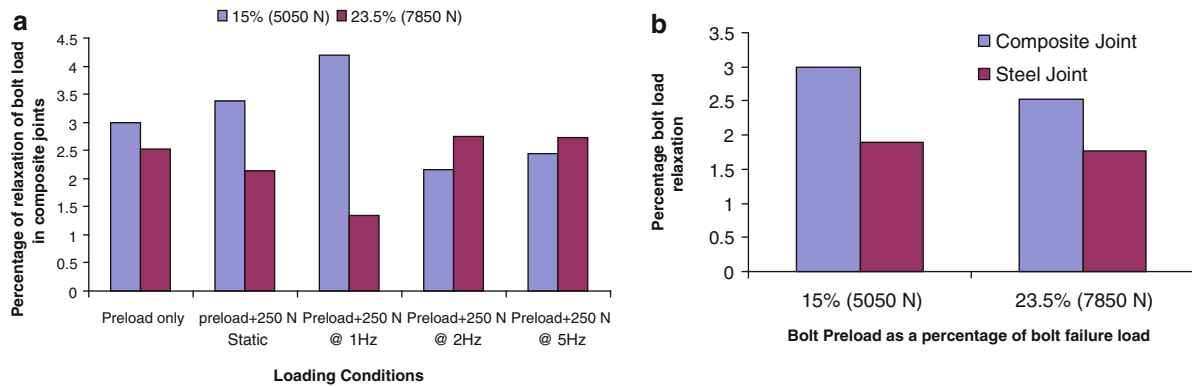 a
15% (5050 N) 23.5% (7850 N)
Percentage of relaxation of bolt load
in composite joints
4.5
4
3.5
3
2.5
2
1.5
1
0.5
0
Preload only
preload+250 N
Static
Preload+250 N
@ 1Hz
Preload+250 N
@ 2Hz
Preload+250 N
@ 5Hz
Loading Conditions
b
Composite Joint
Steel Joint
Percentage bolt load
relaxation
3.5
3
2.5
2
1.5
1
0.5
0
15% (5050 N)
23.5% (7850 N)
Bolt Preload as a percentage of bolt failure load